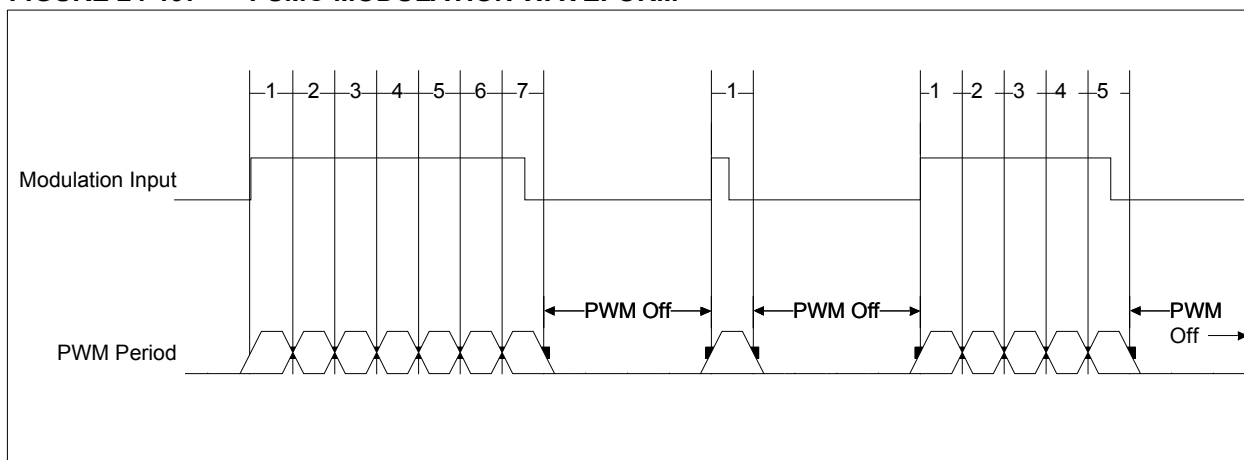 1 2 3 4 5 6 7 1 1 2 3 4 5
Modulation Input
PWM Off PWM Off PWM
Off
PWM Period